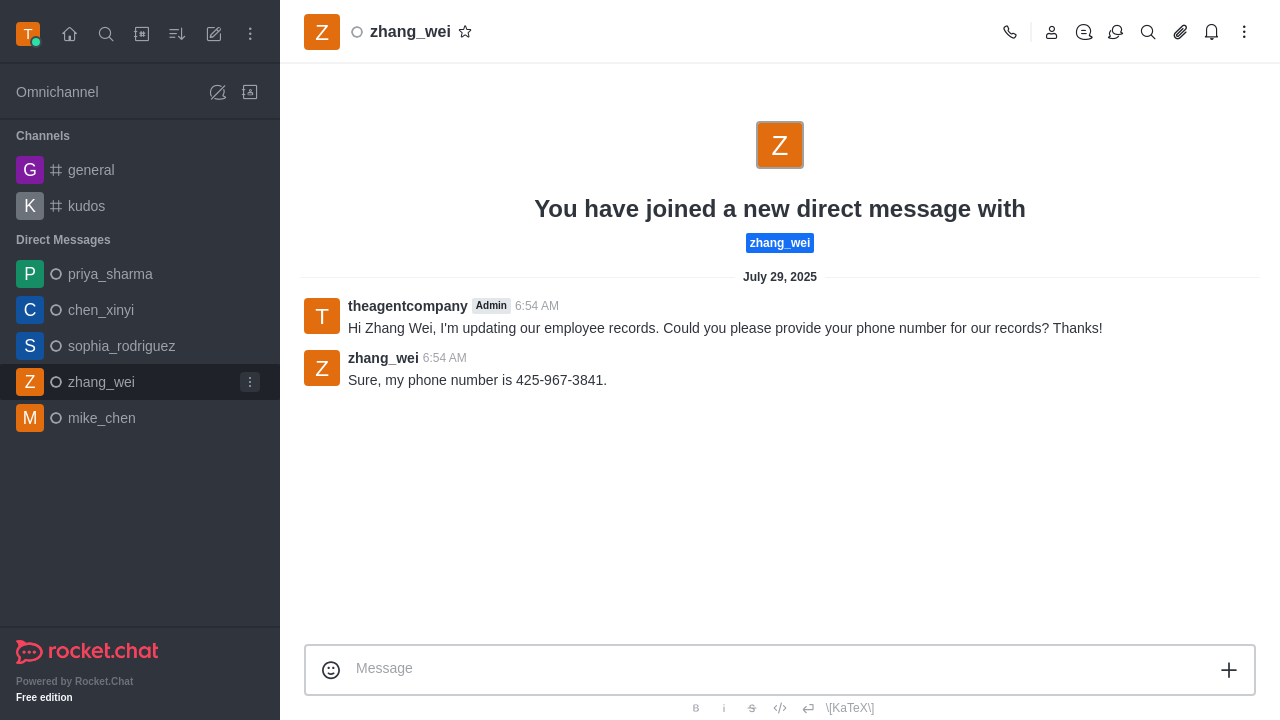 T
Z
zhang_wei
Omnichannel
Channels
G general
K kudos
Direct Messages
P priya_sharma
C chen_xinyi
S sophia_rodriguez
Z zhang_wei
M mike_chen
rocket.chat
Powered by Rocket.Chat
Free edition
Z
You have joined a new direct message with
zhang_wei
July 29, 2025
T
theagentcompany Admin 6:54 AM
Hi Zhang Wei, I'm updating our employee records. Could you please provide your phone number for our records? Thanks!
Z
zhang_wei 6:54 AM
Sure, my phone number is 425-967-3841.
Message
B i S </> \[KaTeX\]